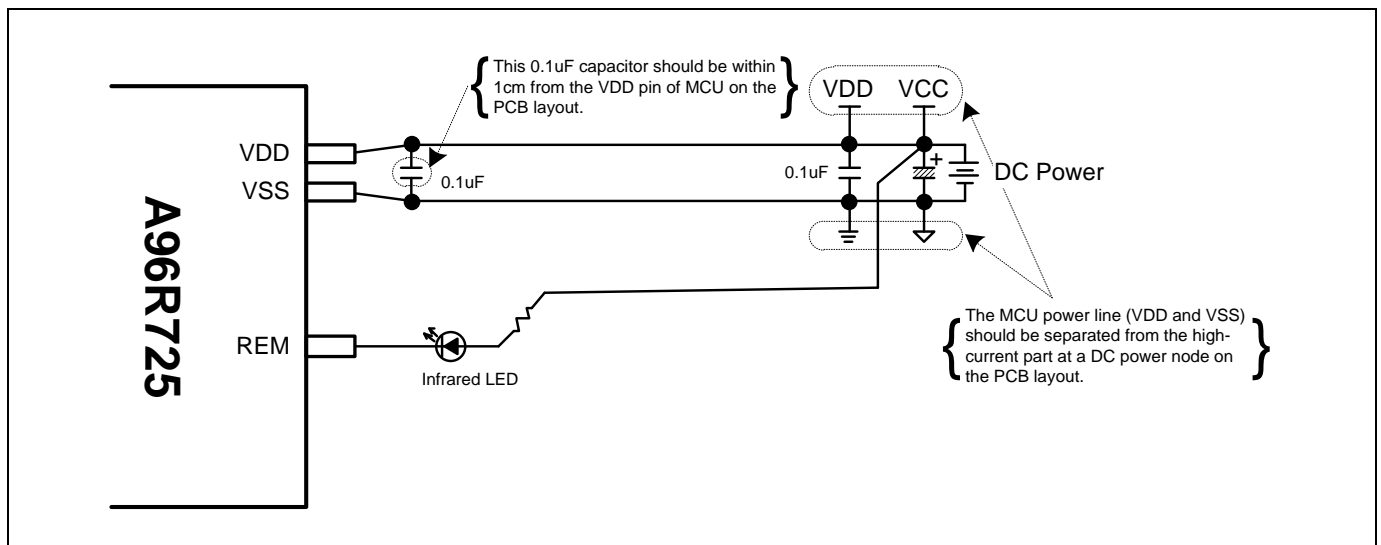 This 0.1uF capacitor should be within
1cm from the VDD pin of MCU on the
PCB layout.
VDD
VCC
VDD
VSS
0.1uF
0.1uF
+
DC Power
A96R725
REM
Infrared LED
The MCU power line (VDD and VSS)
should be separated from the high-
current part at a DC power node on
the PCB layout.